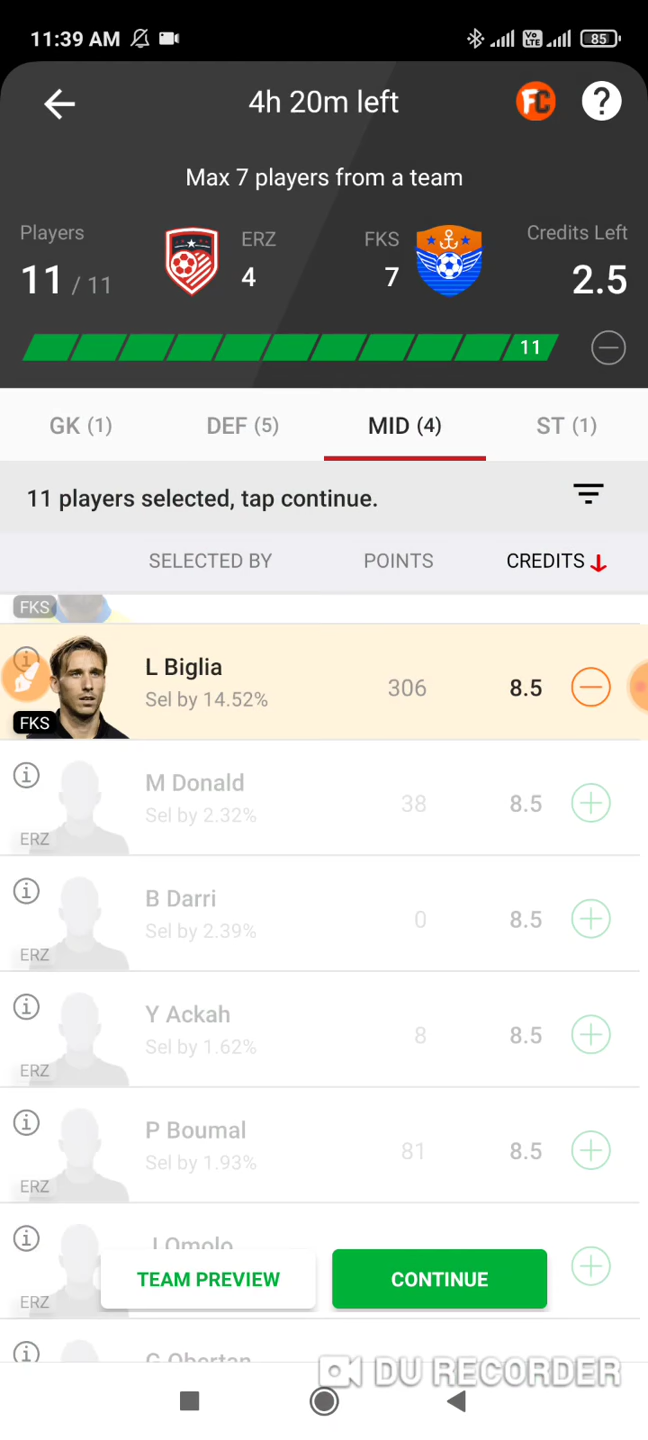 11:39 AM
Vo
LTE
85
4h 20m left
FC
?
Max 7 players from a team
Players
11 / 11
ERZ
4
FKS
7
Credits Left
2.5
11
GK (1)
DEF (5)
MID (4)
ST (1)
11 players selected, tap continue.
SELECTED BY
POINTS
CREDITS
FKS
L Biglia
Sel by 14.52%
306
8.5
FKS
M Donald
Sel by 2.32%
38
8.5
ERZ
B Darri
Sel by 2.39%
0
8.5
ERZ
Y Ackah
Sel by 1.62%
8
8.5
ERZ
P Boumal
Sel by 1.93%
81
8.5
ERZ
J Omolo
ERZ
TEAM PREVIEW
CONTINUE
G Obertan
DU RECORDER